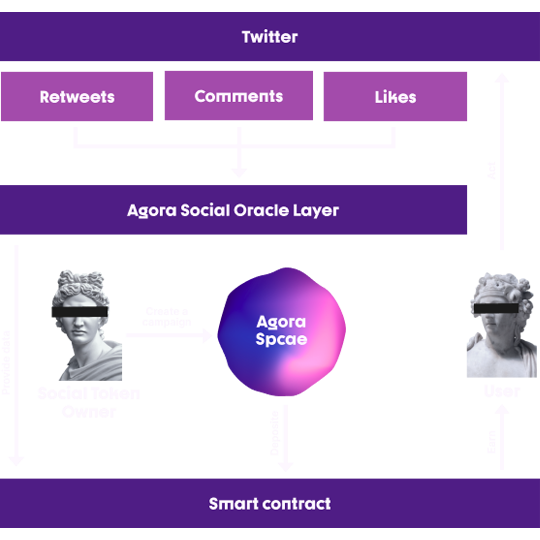 Twitter
Retweets
Comments
Likes
Agora Social Oracle Layer
Create a
campaign
Agora
Spcae
Social Token
Owner
User
Smart contract